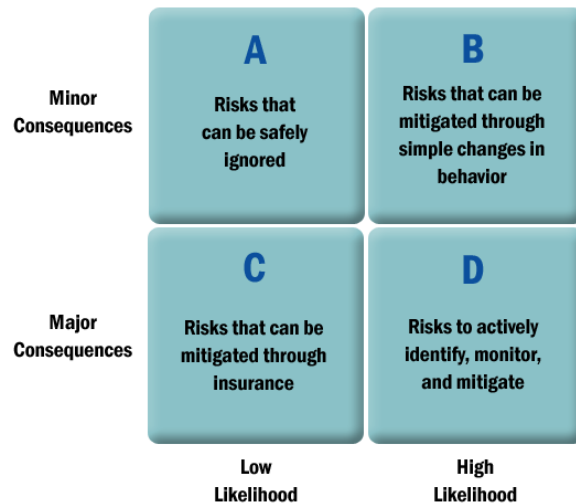 Minor
Consequences
A
Risks that
can be safely
ignored
B
Risks that can be
mitigated through
simple changes in
behavior
Major
Consequences
C
Risks that can be
mitigated through
insurance
D
Risks to actively
identify, monitor,
and mitigate
Low
Likelihood
High
Likelihood